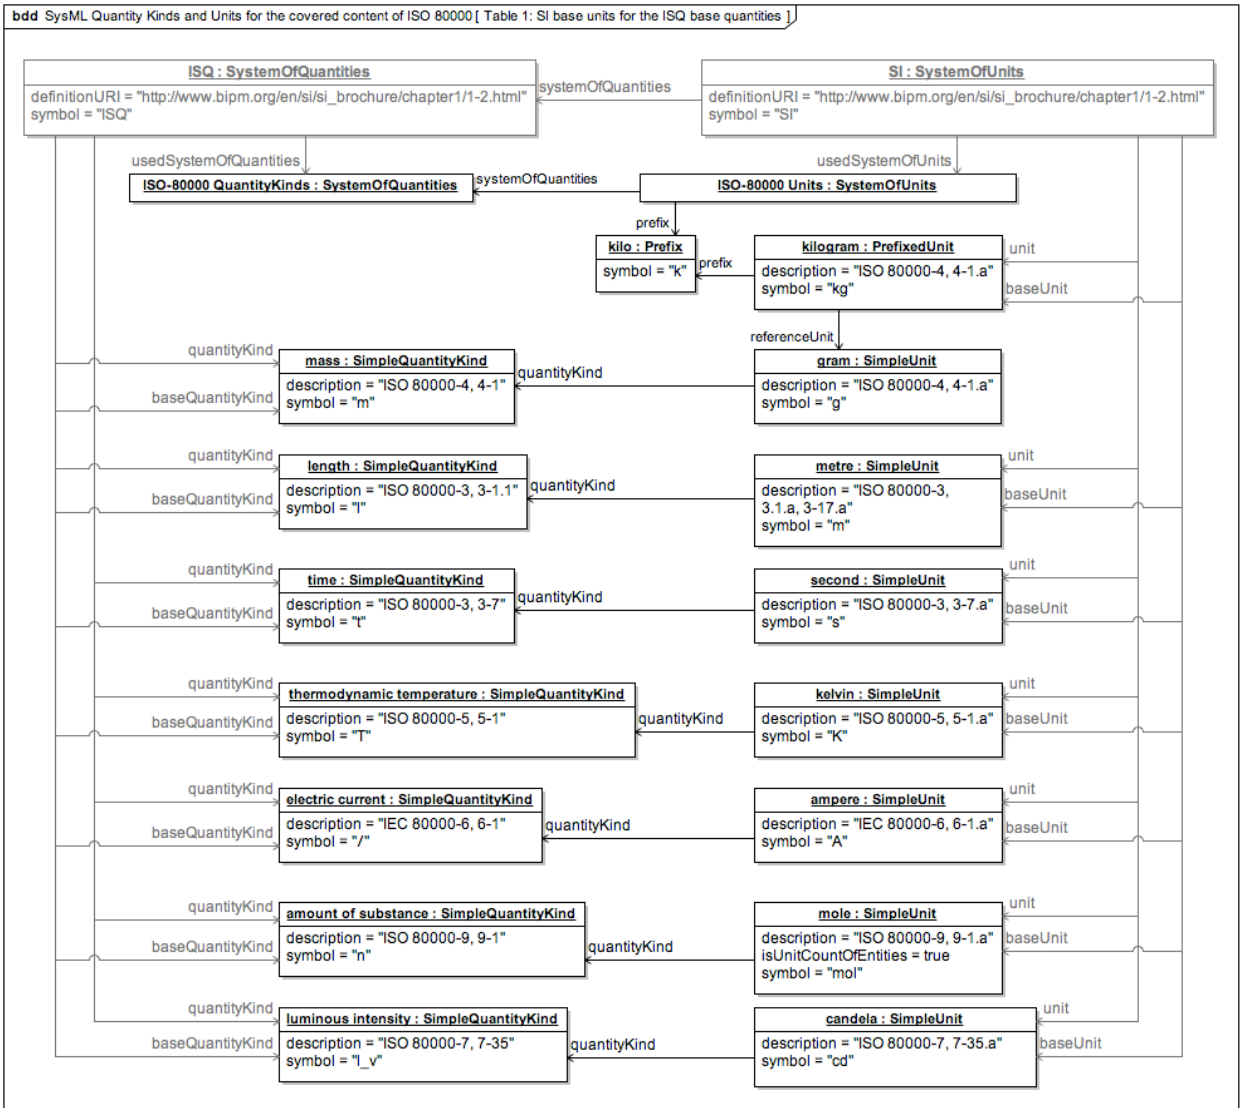 bdd SysML Quantity Kinds and Units for the covered content of ISO 80000 [ Table 1: SI base units for the ISQ base quantities ]
ISQ : SystemOfQuantities
definitionURI = "http://www.bipm.org/en/si/si_brochure/chapter1/1-2.html"
symbol = "ISQ"
systemOfQuantities
SI : SystemOfUnits
definitionURI = "http://www.bipm.org/en/si/si_brochure/chapter1/1-2.html"
symbol = "SI"
usedSystemOfQuantities
usedSystemOfUnits
ISO-80000 QuantityKinds : SystemOfQuantities
systemOfQuantities
ISO-80000 Units : SystemOfUnits
prefix
kilo : Prefix
symbol = "k"
prefix
kilogram : PrefixedUnit
description = "ISO 80000-4, 4-1.a"
symbol = "kg"
unit
baseUnit
referenceUnit
quantityKind
baseQuantityKind
mass : SimpleQuantityKind
description = "ISO 80000-4, 4-1"
symbol = "m"
quantityKind
gram : SimpleUnit
description = "ISO 80000-4, 4-1.a"
symbol = "g"
quantityKind
baseQuantityKind
length : SimpleQuantityKind
description = "ISO 80000-3, 3-1.1"
symbol = "l"
quantityKind
metre : SimpleUnit
description = "ISO 80000-3,
3.1.a, 3-17.a"
symbol = "m"
unit
baseUnit
quantityKind
baseQuantityKind
time : SimpleQuantityKind
description = "ISO 80000-3, 3-7"
symbol = "t"
quantityKind
second : SimpleUnit
description = "ISO 80000-3, 3-7.a"
symbol = "s"
unit
baseUnit
quantityKind
baseQuantityKind
thermodynamic temperature : SimpleQuantityKind
description = "ISO 80000-5, 5-1"
symbol = "T"
quantityKind
kelvin : SimpleUnit
description = "ISO 80000-5, 5-1.a"
symbol = "K"
unit
baseUnit
quantityKind
baseQuantityKind
electric current : SimpleQuantityKind
description = "IEC 80000-6, 6-1"
symbol = "/"
quantityKind
ampere : SimpleUnit
description = "IEC 80000-6, 6-1.a"
symbol = "A"
unit
baseUnit
quantityKind
baseQuantityKind
amount of substance : SimpleQuantityKind
description = "ISO 80000-9, 9-1"
symbol = "n"
quantityKind
mole : SimpleUnit
description = "ISO 80000-9, 9-1.a"
isUnitCountOfEntities = true
symbol = "mol"
unit
baseUnit
quantityKind
baseQuantityKind
luminous intensity : SimpleQuantityKind
description = "ISO 80000-7, 7-35"
symbol = "l_v"
quantityKind
candela : SimpleUnit
description = "ISO 80000-7, 7-35.a"
symbol = "cd"
unit
baseUnit